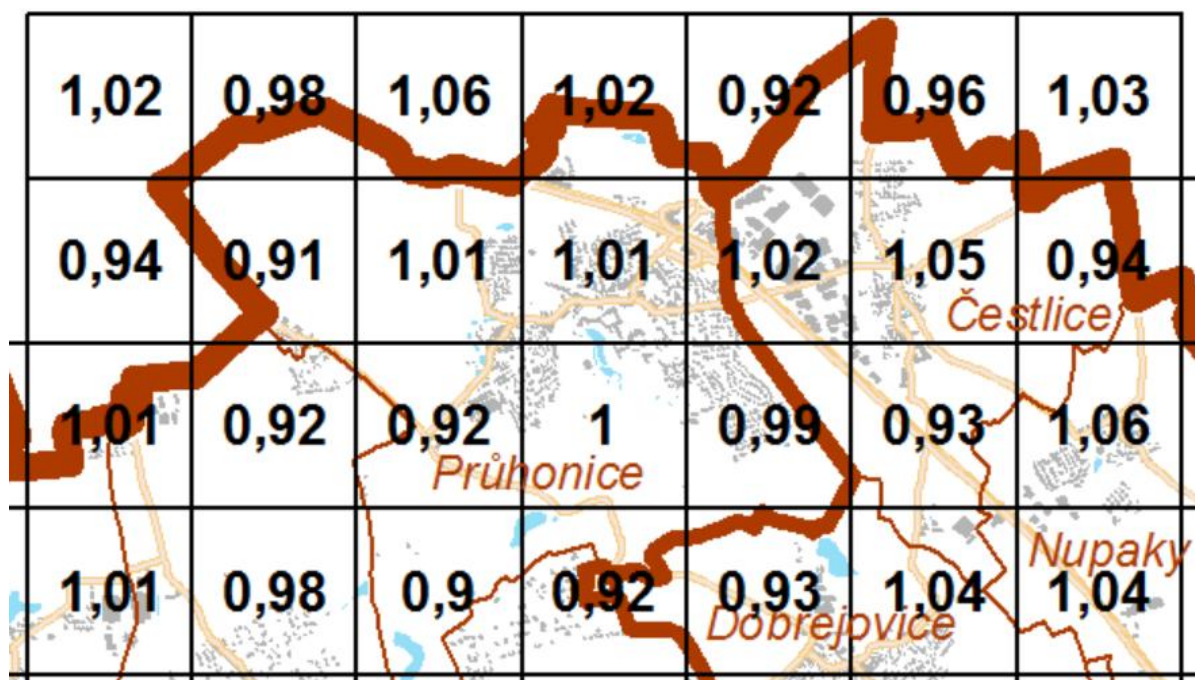 1,02 0,98 1,06 1,02 0,92 0,96 1,03
0,94 0,91 1,01 1,01 1,02 1,05 0,94
Čestlice
1,01 0,92 0,92 1 0,99 0,93 1,06
Průhonice
Nupaky
1,01 0,98 0,9 0,92 0,93 1,04 1,04
Dobřejovice